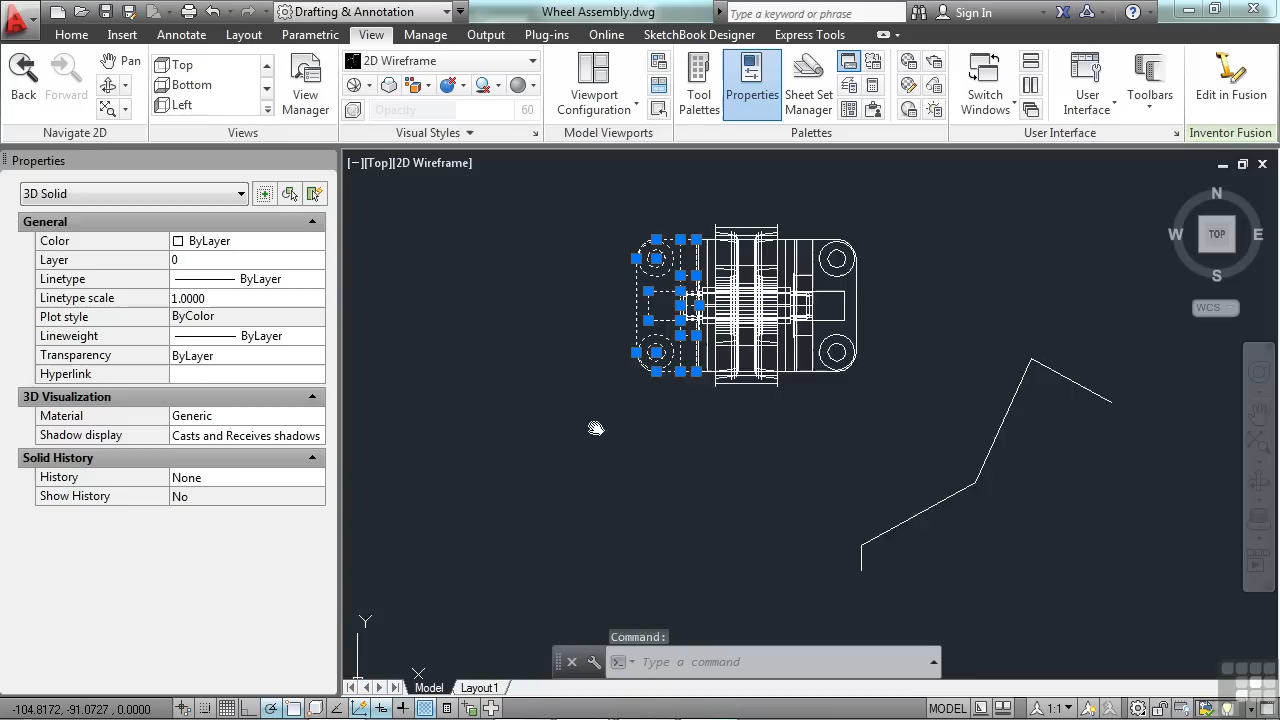 Drafting & Annotation
Wheel Assembly.dwg
Type a keyword or phrase
Sign In
Home Insert Annotate Layout Parametric View Manage Output Plug-ins Online SketchBook Designer Express Tools
Back
Forward
Pan
Navigate 2D
Top
Bottom
Left
View Manager
Views
2D Wireframe
Opacity 60
Visual Styles
Viewport Configuration
Model Viewports
Tool Palettes
Properties
Sheet Set Manager
Palettes
Switch Windows
User Interface
Toolbars
User Interface
Edit in Fusion
Inventor Fusion
Properties
3D Solid
General
Color ByLayer
Layer 0
Linetype ByLayer
Linetype scale 1.0000
Plot style ByColor
Lineweight ByLayer
Transparency ByLayer
Hyperlink
3D Visualization
Material Generic
Shadow display Casts and Receives shadows
Solid History
History None
Show History No
[−][Top][2D Wireframe]
N
W TOP E
S
WCS
Y
X
Command:
Type a command
Model Layout1
-104.8172, -91.0727, 0.0000
MODEL
1:1